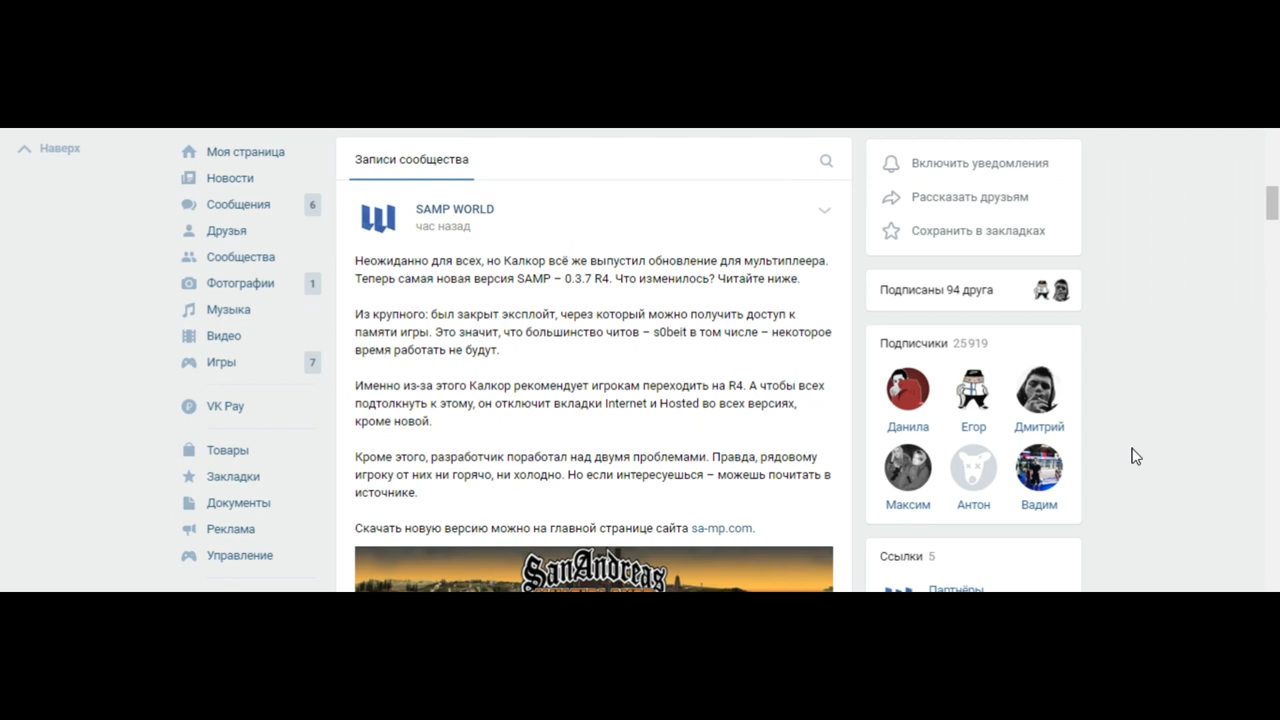 Наверх
Моя страница
Новости
Сообщения 6
Друзья
Сообщества
Фотографии 1
Музыка
Видео
Игры 7
VK Pay
Товары
Закладки
Документы
Реклама
Управление
Записи сообщества
SAMP WORLD
час назад
Неожиданно для всех, но Калкор всё же выпустил обновление для мультиплеера.
Теперь самая новая версия SAMP – 0.3.7 R4. Что изменилось? Читайте ниже.
Из крупного: был закрыт эксплойт, через который можно получить доступ к
памяти игры. Это значит, что большинство читов – s0beit в том числе – некоторое
время работать не будут.
Именно из-за этого Калкор рекомендует игрокам переходить на R4. А чтобы всех
подтолкнуть к этому, он отключит вкладки Internet и Hosted во всех версиях,
кроме новой.
Кроме этого, разработчик поработал над двумя проблемами. Правда, рядовому
игроку от них ни горячо, ни холодно. Но если интересуешься – можешь почитать в
источнике.
Скачать новую версию можно на главной странице сайта sa-mp.com.
SanAndreas
Включить уведомления
Рассказать друзьям
Сохранить в закладках
Подписаны 94 друга
Подписчики 25919
Данила Егор Дмитрий
Максим Антон Вадим
Ссылки 5
Партнёры